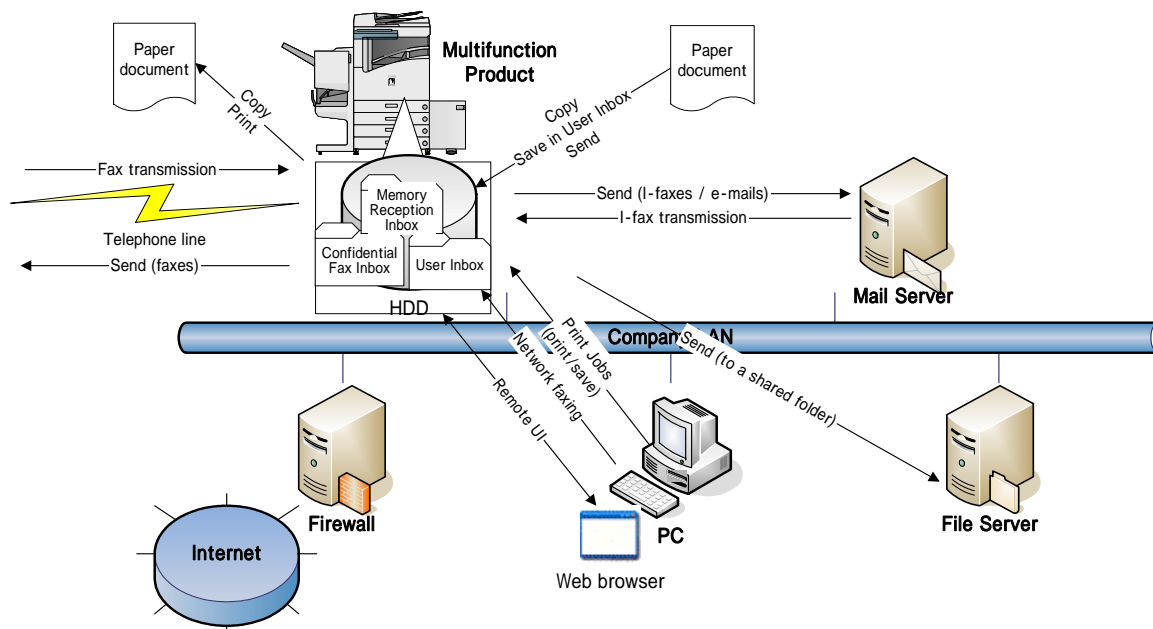 Paper
document
Multifunction
Product
Paper
document
Copy
Print
Copy
Save in User Inbox
Send
Fax transmission
Telephone line
Send (faxes)
Memory
Reception
Inbox
Confidential
Fax Inbox
User Inbox
HDD
Send (I-faxes / e-mails)
I-fax transmission
Mail Server
Company
AN
Print Jobs
(print/save)
Network faxing
Remote UI
Send (to a shared folder)
Firewall
Internet
PC
Web browser
File Server